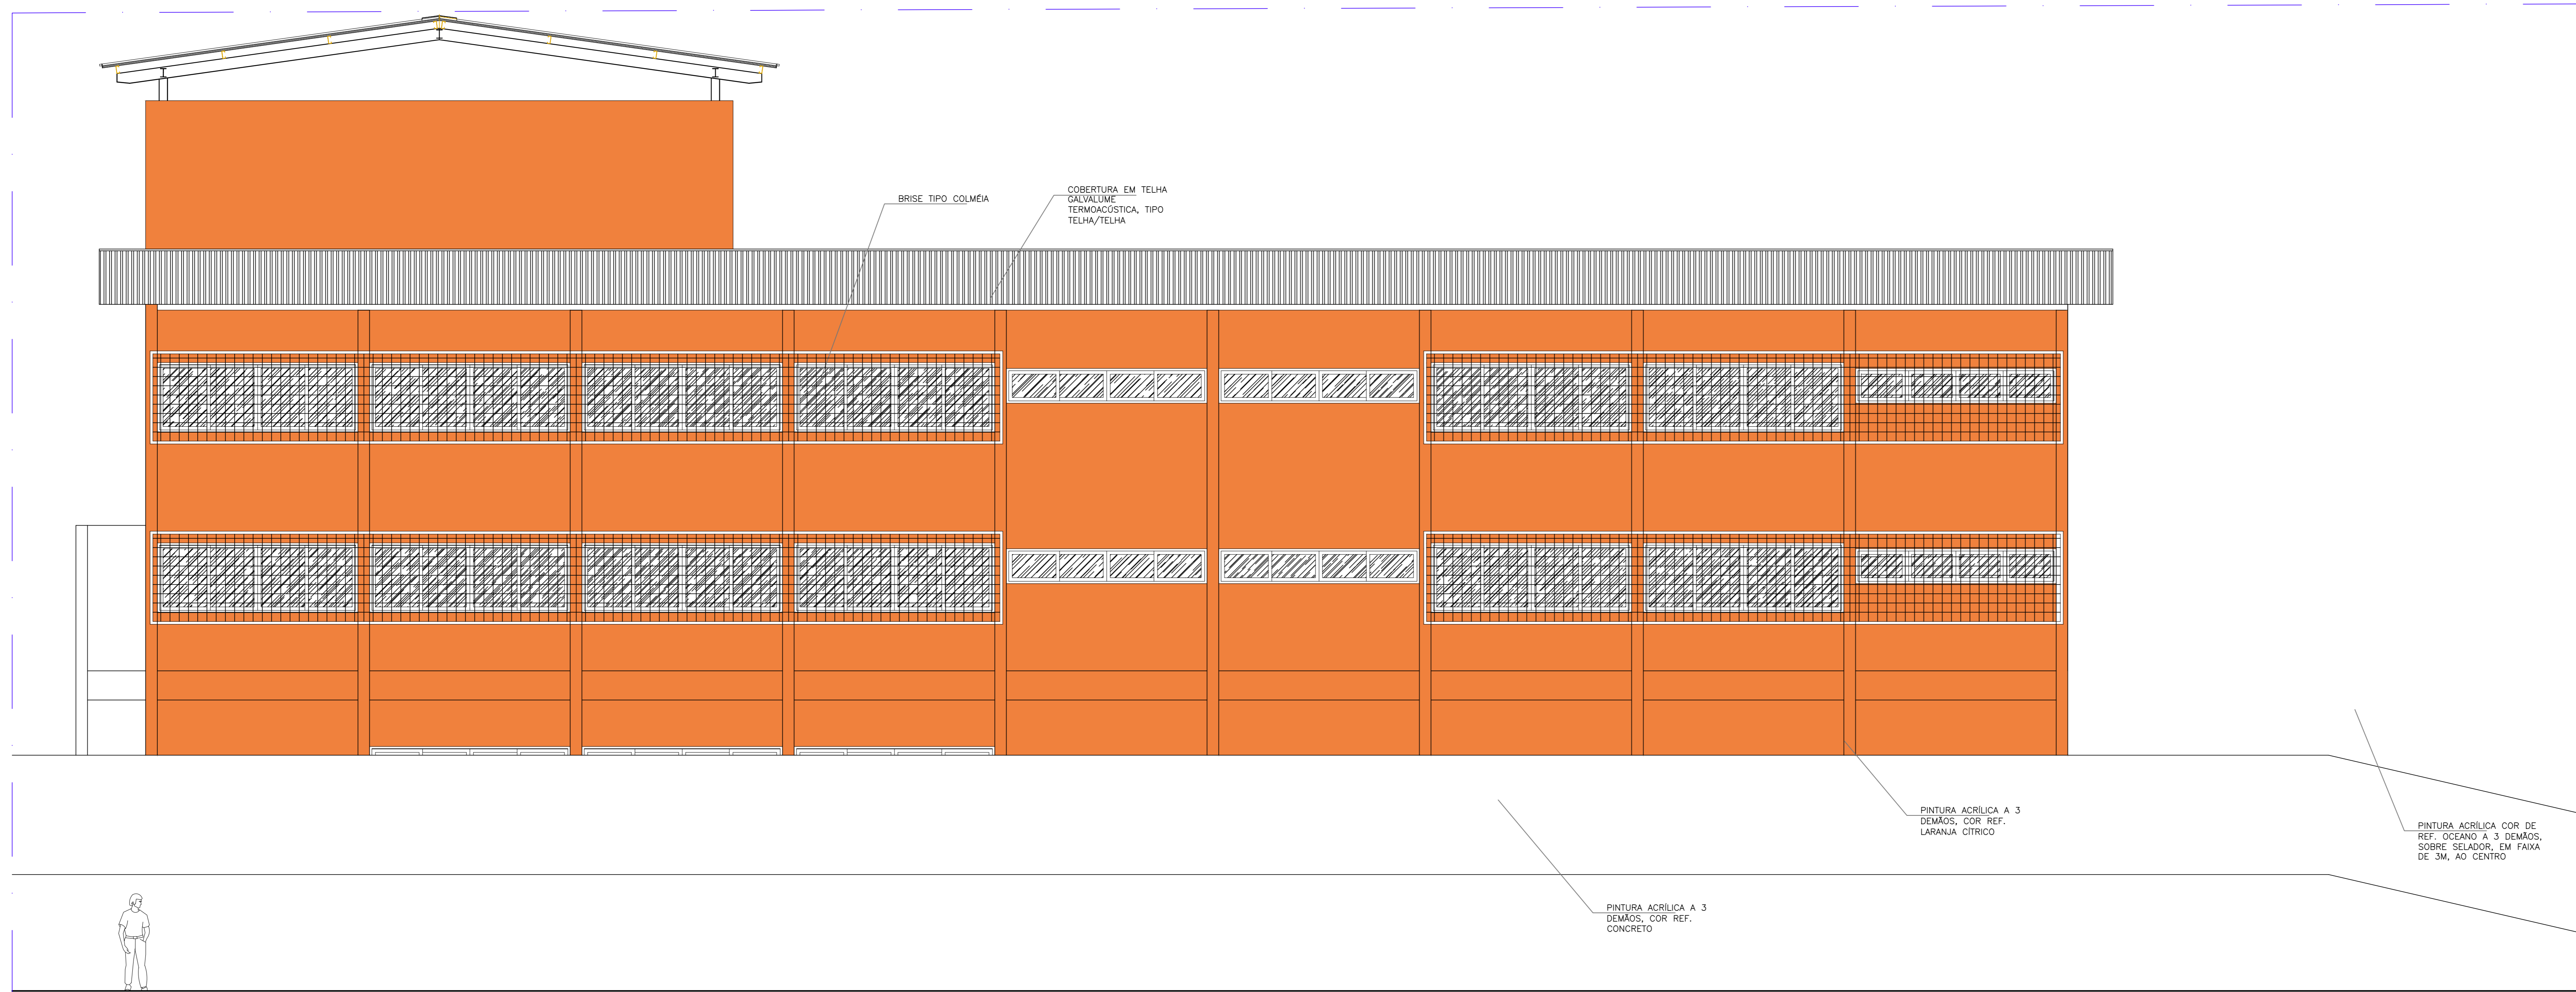 BRISE TIPO COLMÉIA
COBERTURA EM TELHA
GALVALUME
TERMOACÚSTICA, TIPO
TELHA/TELHA
PINTURA ACRÍLICA A 3
DEMÃOS, COR REF.
LARANJA CÍTRICO
PINTURA ACRÍLICA COR DE
REF. OCEANO A 3 DEMÃOS,
SOBRE SELADOR, EM FAIXA
DE 3M, AO CENTRO
PINTURA ACRÍLICA A 3
DEMÃOS, COR REF.
CONCRETO